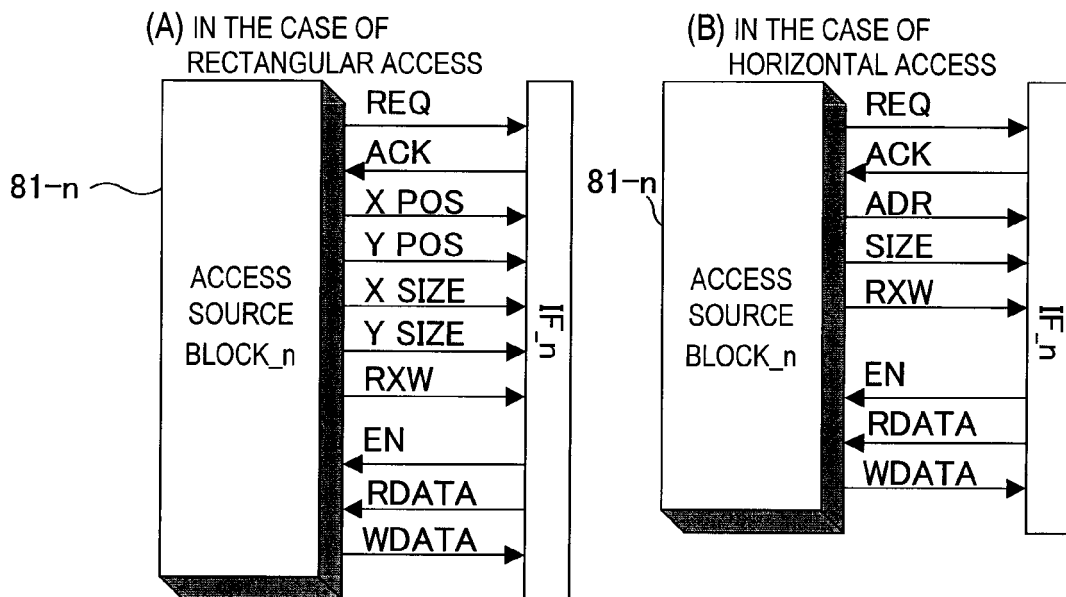 (A) IN THE CASE OF
RECTANGULAR ACCESS
81-n
ACCESS
SOURCE
BLOCK_n
REQ
ACK
X POS
Y POS
X SIZE
Y SIZE
RXW
EN
RDATA
WDATA
IF_n
(B) IN THE CASE OF
HORIZONTAL ACCESS
81-n
ACCESS
SOURCE
BLOCK_n
REQ
ACK
ADR
SIZE
RXW
EN
RDATA
WDATA
IF_n